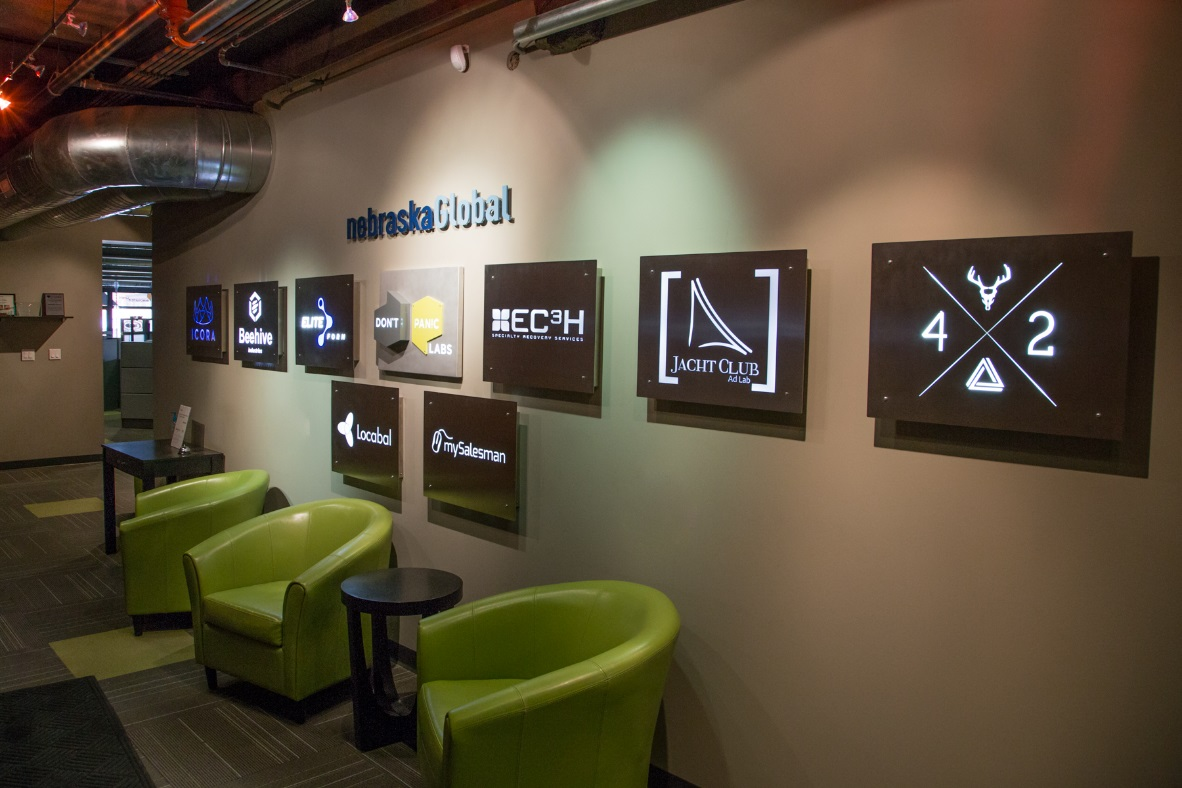 nebraskaGlobal
ICORA
Beehive
ELITE
FORM
DON'T:
PANIC
LABS
EC³H
SPECIALTY RECOVERY SERVICES
JACHT CLUB
Ad Lab
4 2
Locabal
mySalesman